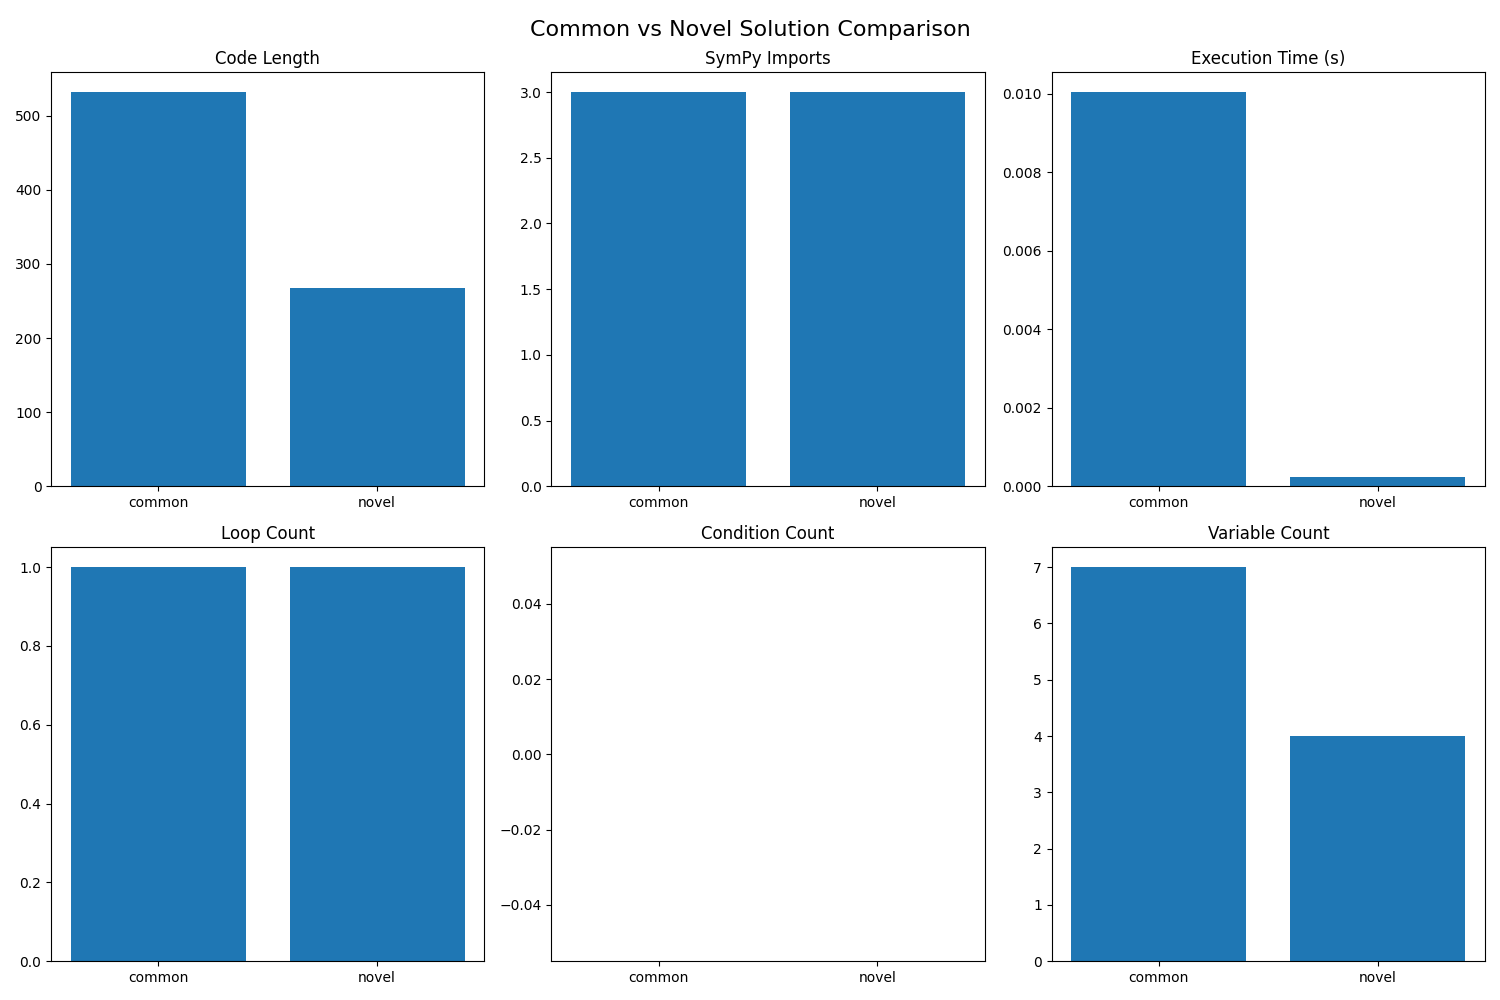 Common vs Novel Solution Comparison
Code Length
500
400
300
200
100
0
common novel
SymPy Imports
3.0
2.5
2.0
1.5
1.0
0.5
0.0
common novel
Execution Time (s)
0.010
0.008
0.006
0.004
0.002
0.000
common novel
Loop Count
1.0
0.8
0.6
0.4
0.2
0.0
common novel
Condition Count
0.04
0.02
0.00
−0.02
−0.04
common novel
Variable Count
7
6
5
4
3
2
1
0
common novel